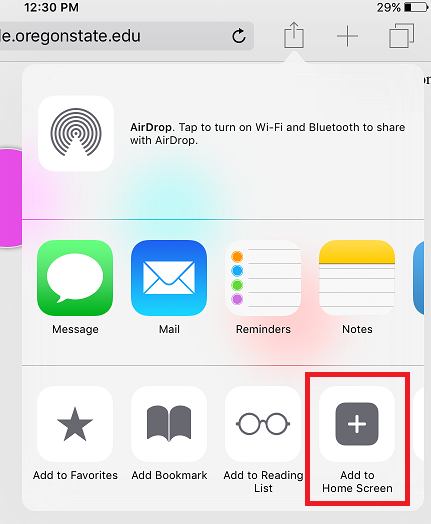 12:30 PM 29%
le.oregonstate.edu
AirDrop. Tap to turn on Wi-Fi and Bluetooth to share
with AirDrop.
Message Mail Reminders Notes
Add to Favorites Add Bookmark Add to Reading
List Add to
Home Screen